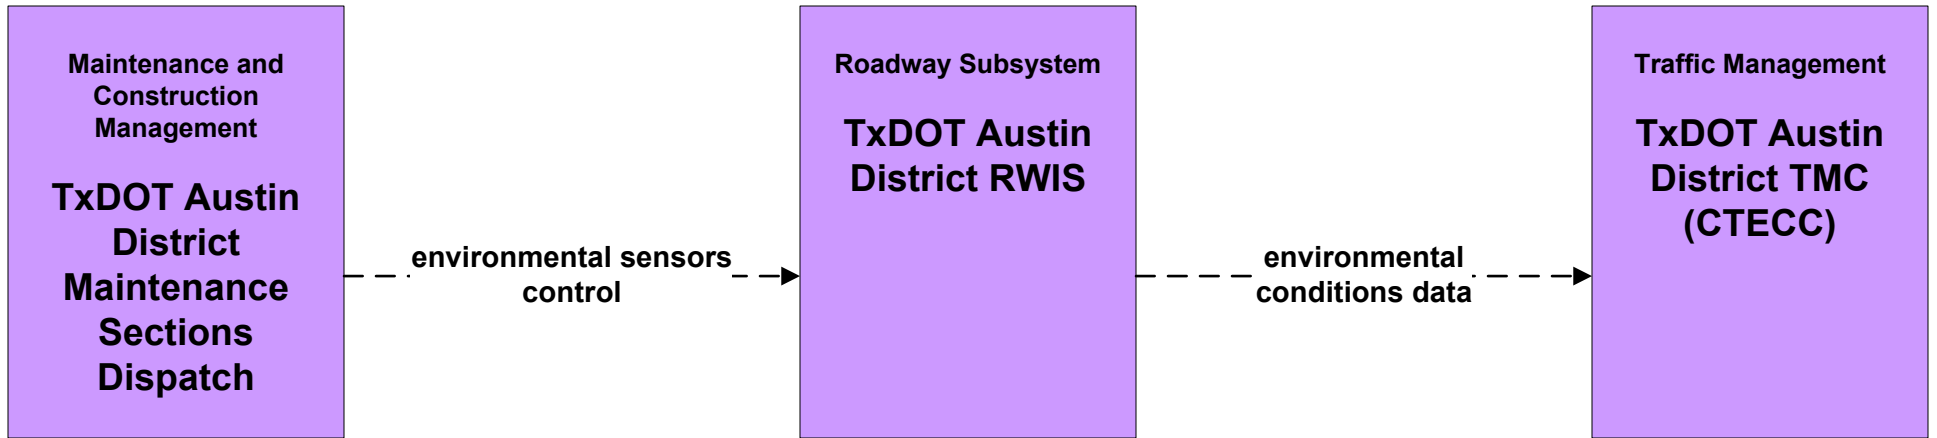 Maintenance and
Construction
Management
TxDOT Austin
District
Maintenance
Sections
Dispatch
environmental sensors
control
Roadway Subsystem
TxDOT Austin
District RWIS
environmental
conditions data
Traffic Management
TxDOT Austin
District TMC
(CTECC)